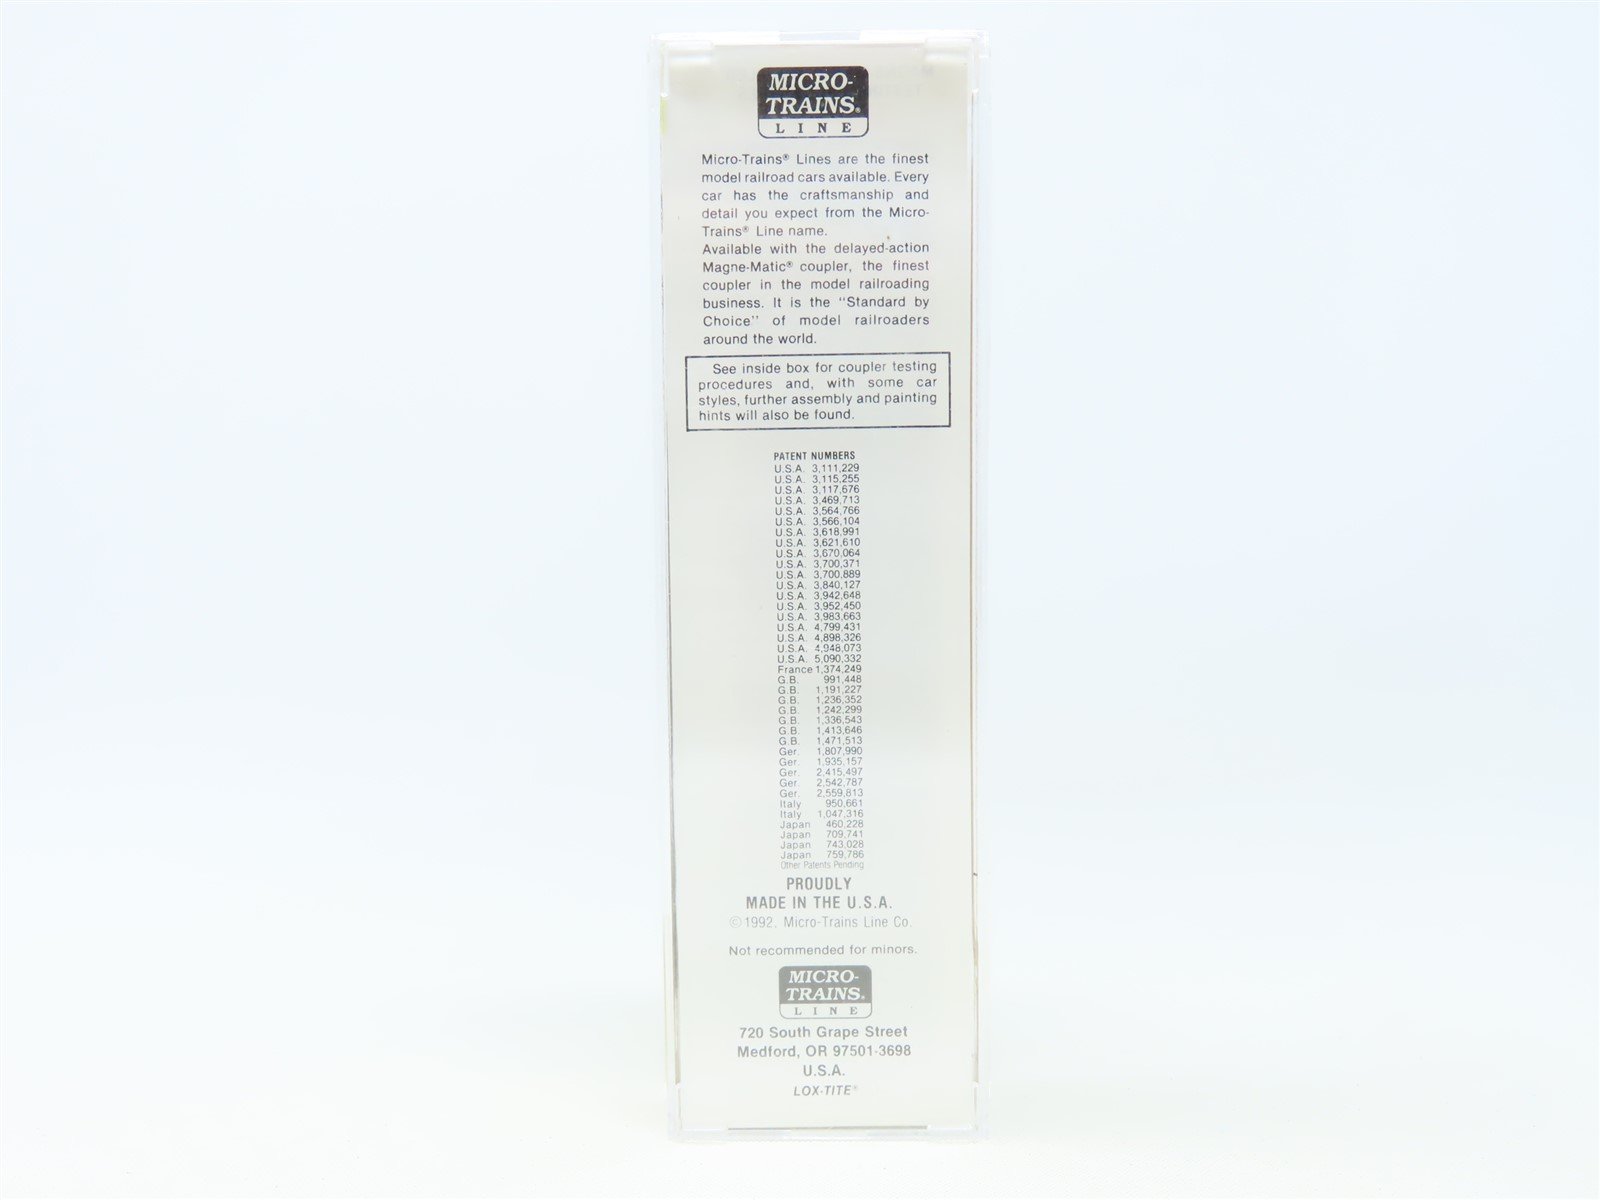 MICRO-
TRAINS®
LINE
Micro-Trains® Lines are the finest
model railroad cars available. Every
car has the craftsmanship and
detail you expect from the Micro-
Trains® Line name.
Available with the delayed-action
Magne-Matic® coupler, the finest
coupler in the model railroading
business. It is the "Standard by
Choice" of model railroaders
around the world.
See inside box for coupler testing
procedures and, with some car
styles, further assembly and painting
hints will also be found.
PATENT NUMBERS
U.S.A. 3,111,229
U.S.A. 3,115,255
U.S.A. 3,117,676
U.S.A. 3,469,713
U.S.A. 3,564,766
U.S.A. 3,566,104
U.S.A. 3,618,991
U.S.A. 3,621,610
U.S.A. 3,670,064
U.S.A. 3,700,371
U.S.A. 3,700,889
U.S.A. 3,840,127
U.S.A. 3,942,648
U.S.A. 3,952,450
U.S.A. 3,983,663
U.S.A. 4,799,431
U.S.A. 4,898,326
U.S.A. 4,948,073
U.S.A. 5,090,332
France 1,374,249
G.B. 991,448
G.B. 1,191,227
G.B. 1,236,352
G.B. 1,242,299
G.B. 1,336,543
G.B. 1,413,646
G.B. 1,471,513
Ger. 1,807,990
Ger. 1,935,157
Ger. 2,415,497
Ger. 2,542,787
Ger. 2,559,813
Italy 950,661
Italy 1,047,316
Japan 460,228
Japan 709,741
Japan 743,028
Japan 759,786
Other Patents Pending
PROUDLY
MADE IN THE U.S.A.
©1992, Micro-Trains Line Co.
Not recommended for minors.
MICRO-
TRAINS®
LINE
720 South Grape Street
Medford, OR 97501-3698
U.S.A.
LOX-TITE®